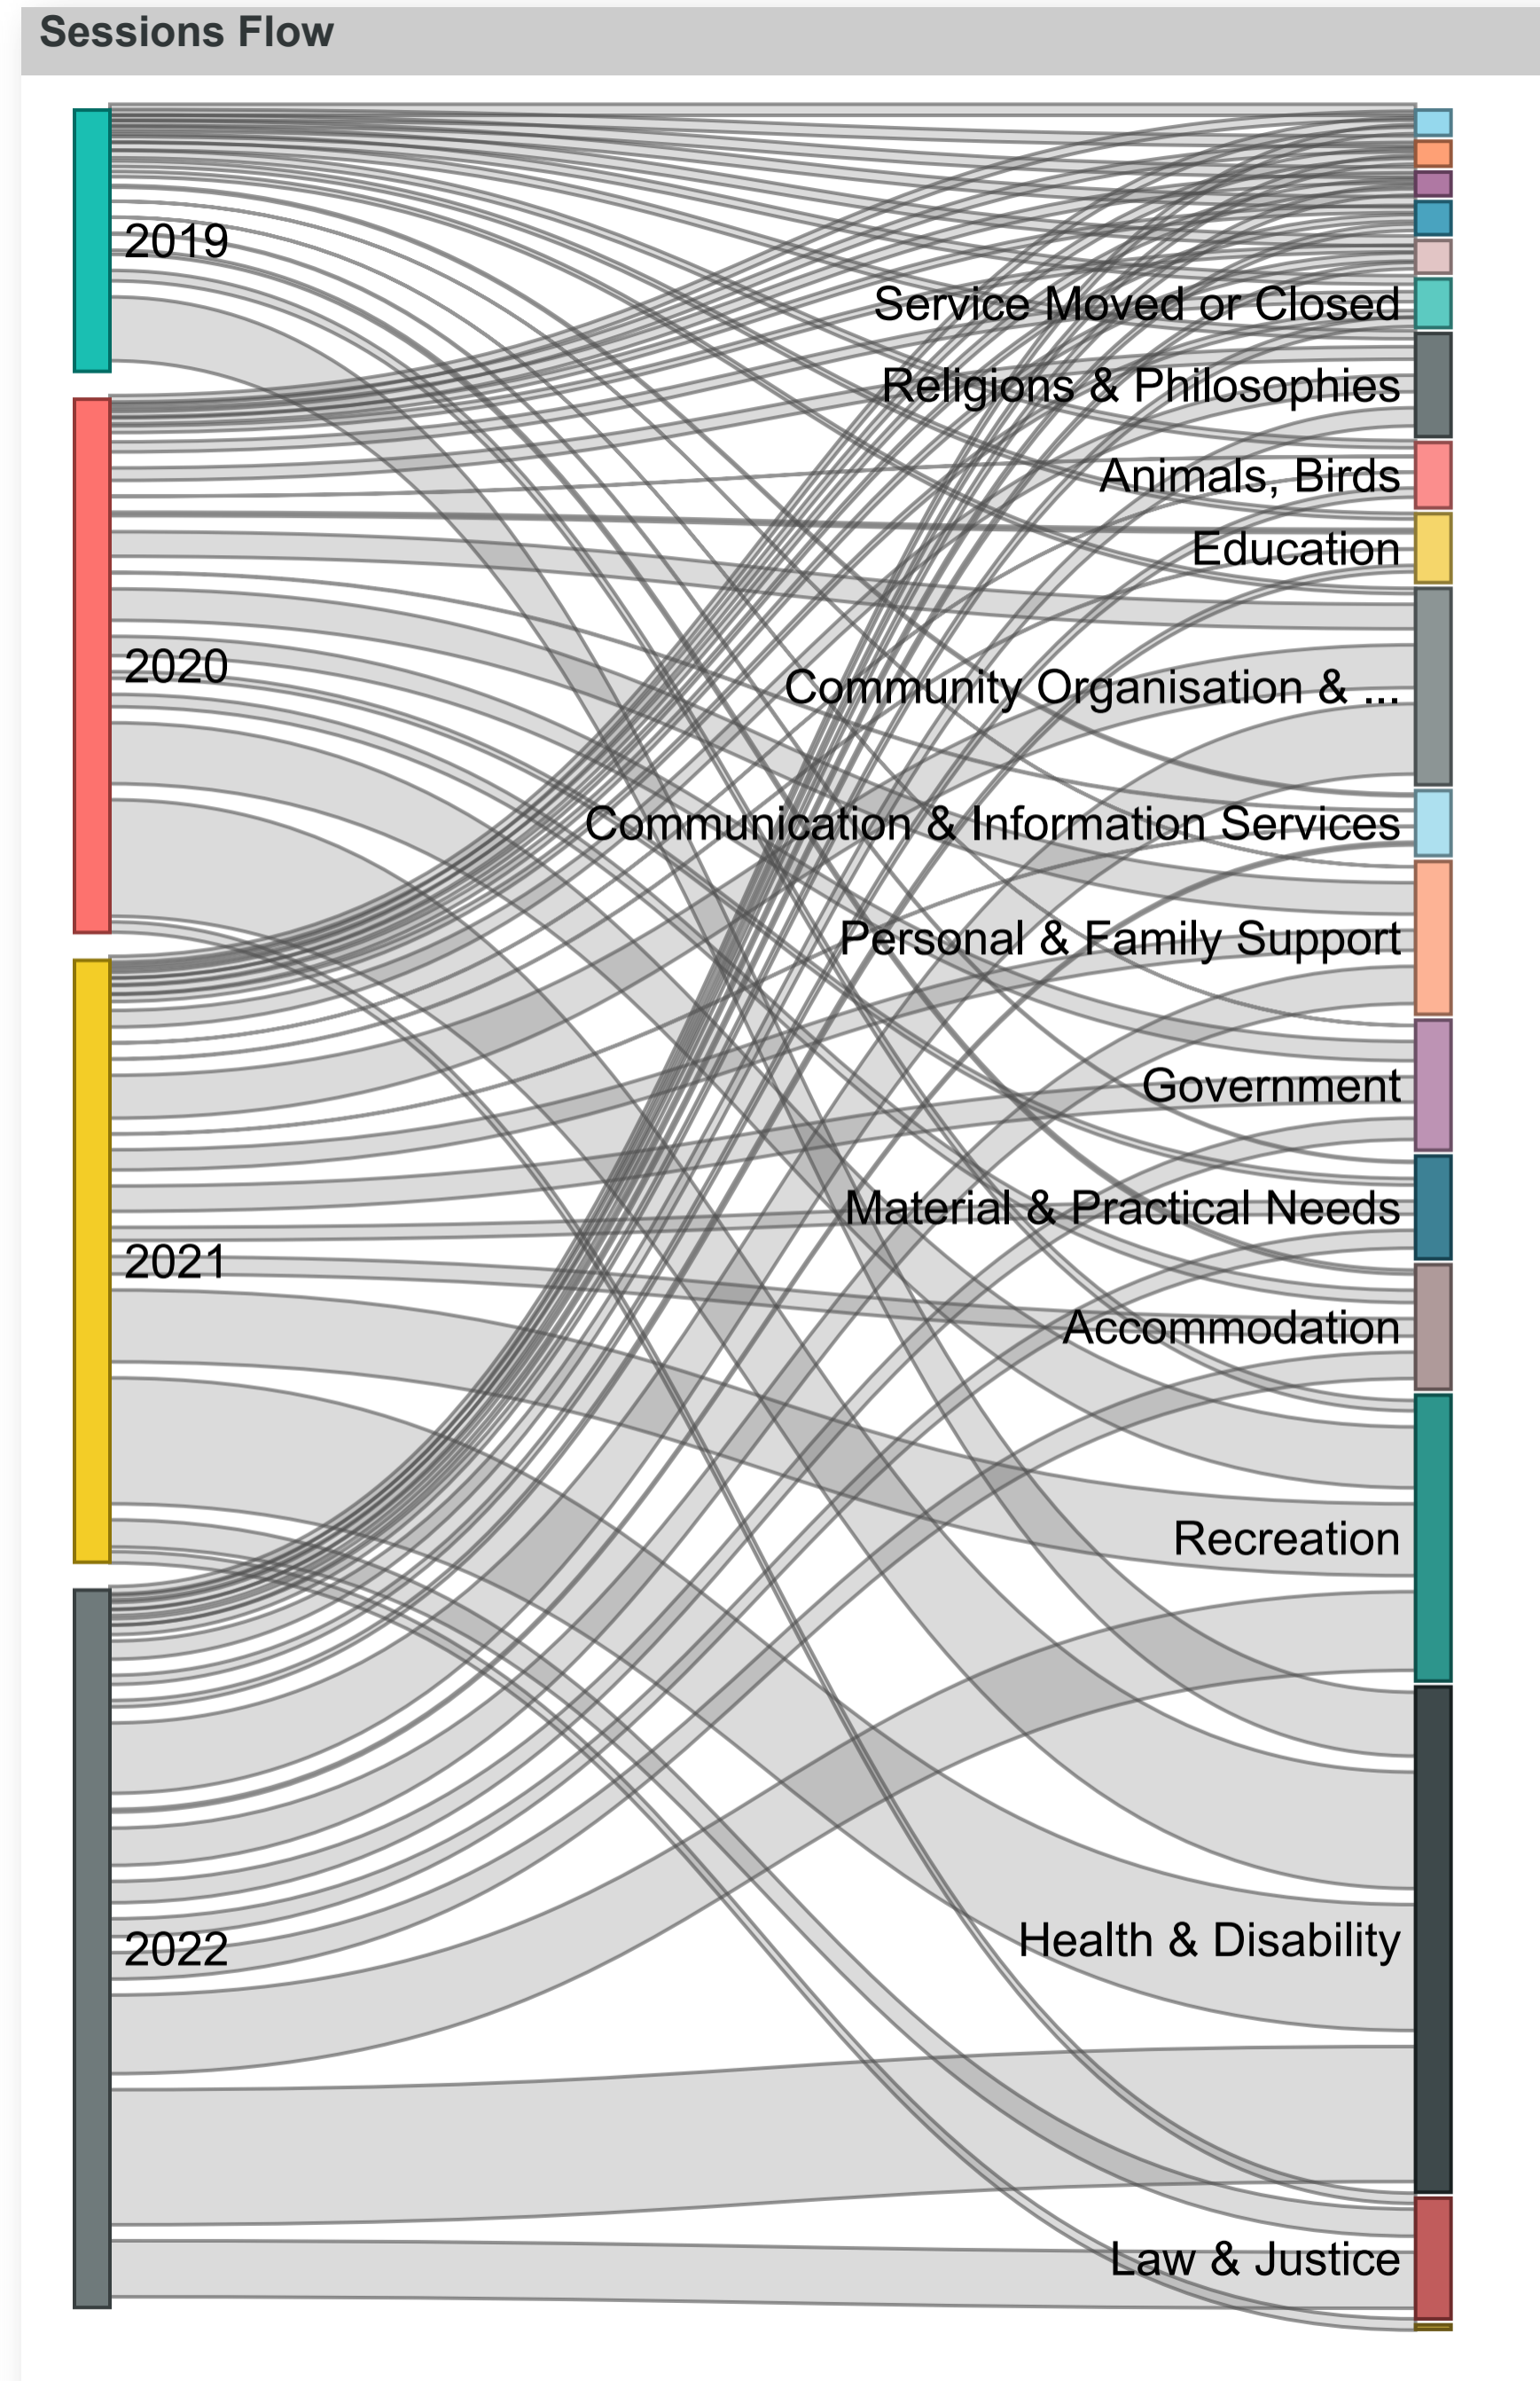 Sessions Flow
2019
2020
2021
2022
Service Moved or Closed
Religions & Philosophies
Animals, Birds
Education
Community Organisation & ...
Communication & Information Services
Personal & Family Support
Government
Material & Practical Needs
Accommodation
Recreation
Health & Disability
Law & Justice